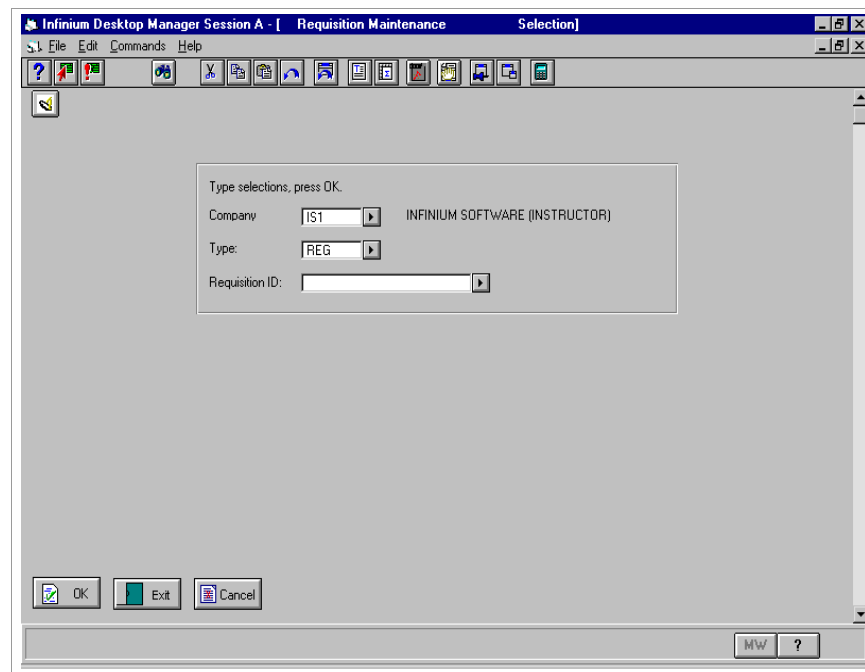 Infinium Desktop Manager Session A - [ Requisition Maintenance Selection]
File Edit Commands Help
Type selections, press OK.
Company IS1 INFINIUM SOFTWARE (INSTRUCTOR)
Type: REG
Requisition ID:
OK Exit Cancel
MW ?